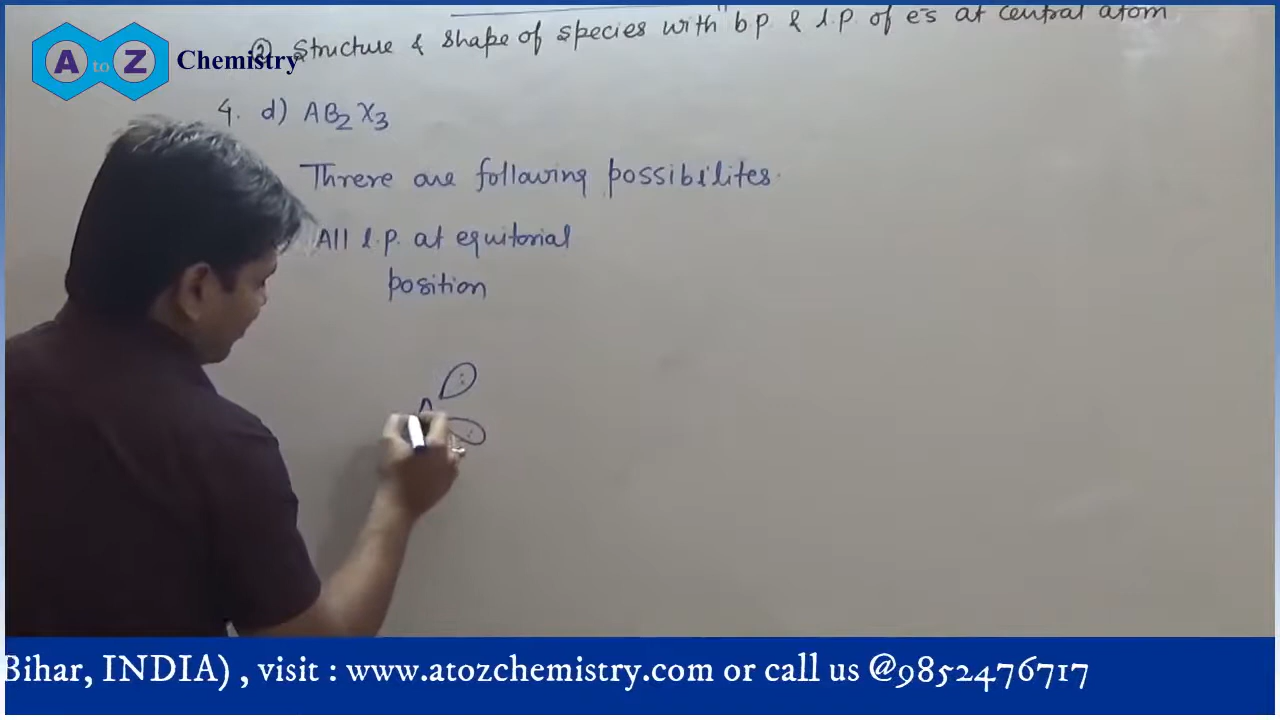 ② Structure & shape of species with b.p. & l.p. of e⁻s at central atom
A to Z Chemistry
4. d) AB₂X₃
Threre are following possibilites.
All l.p. at equitorial
position
A
Bihar, INDIA) , visit : www.atozchemistry.com or call us @9852476717